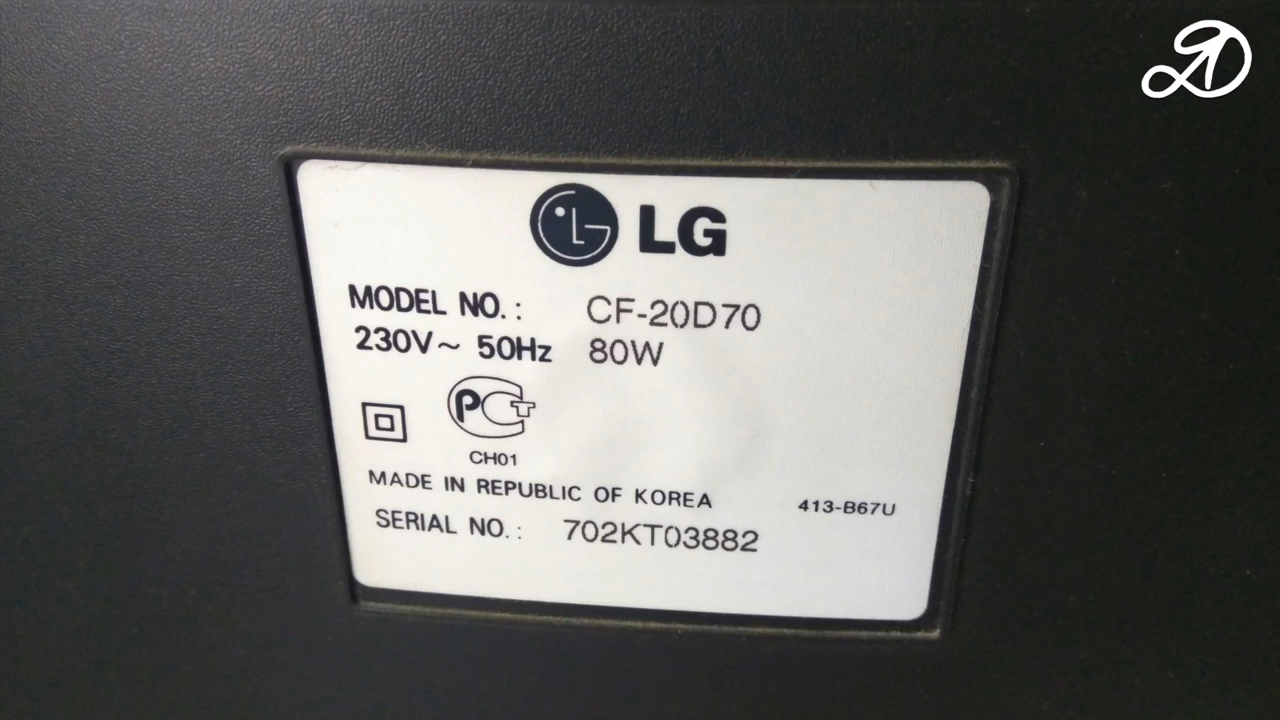 LG
MODEL NO.: CF-20D70
230V~ 50Hz 80W
PCT
CH01
MADE IN REPUBLIC OF KOREA 413-B67U
SERIAL NO.: 702KT03882